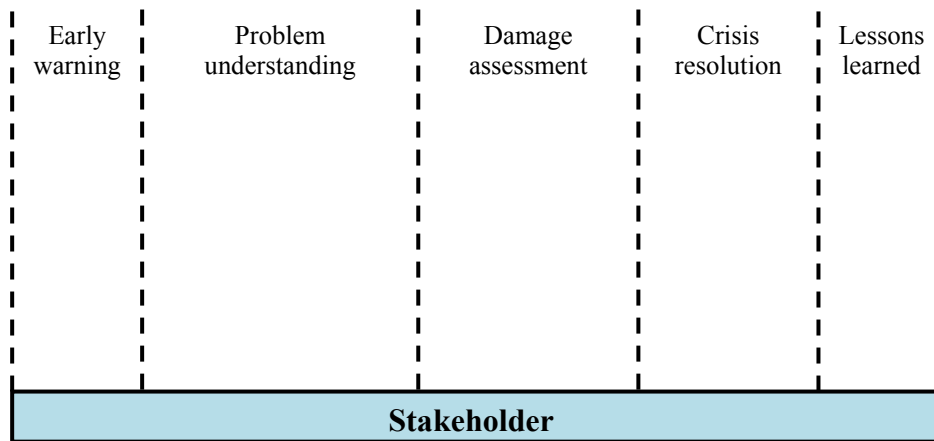 Early
warning
Problem
understanding
Damage
assessment
Crisis
resolution
Lessons
learned
Stakeholder